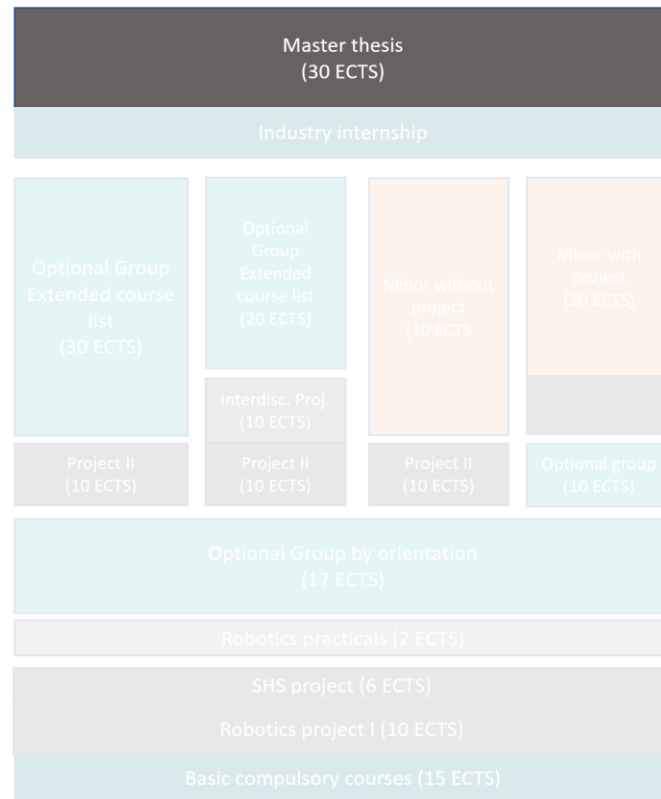 Master thesis
(30 ECTS)
Industry internship
Optional Group
Extended course
list
(30 ECTS)
Project II
(10 ECTS)
Optional
Group
Extended
course list
(20 ECTS)
Interdisc. Proj.
(10 ECTS)
Project II
(10 ECTS)
Minor without
project
(30 ECTS
Project II
(10 ECTS)
Minor with
project
(30 ECTS)
Optional group
(10 ECTS)
Optional Group by orientation
(17 ECTS)
Robotics practicals (2 ECTS)
SHS project (6 ECTS)
Robotics project I (10 ECTS)
Basic compulsory courses (15 ECTS)